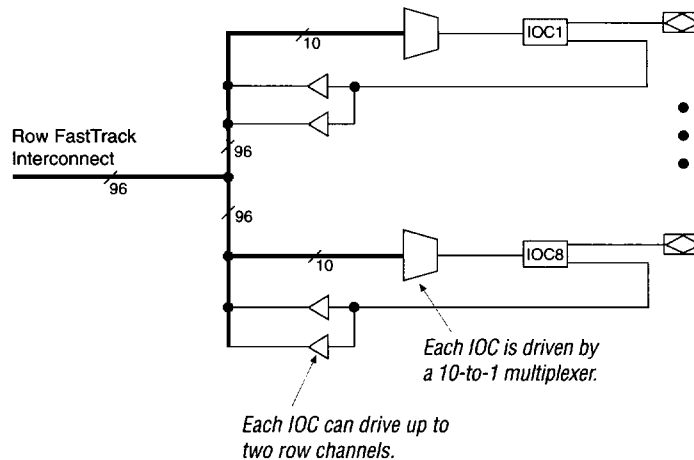 10
IOC1
96
Row FastTrack
Interconnect
96
96
10
IOC8
Each IOC is driven by
a 10-to-1 multiplexer.
Each IOC can drive up to
two row channels.